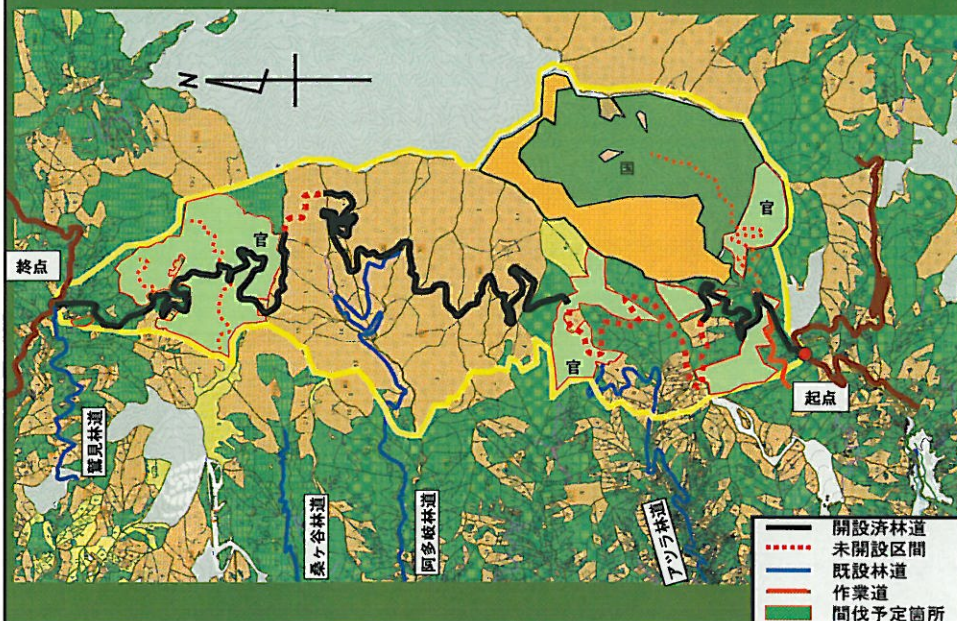 N
終点
官
国
官
官
起点
鷲見林道
桑ヶ谷林道
阿多岐林道
アツラ林道
開設済林道
未開設区間
既設林道
作業道
間伐予定箇所